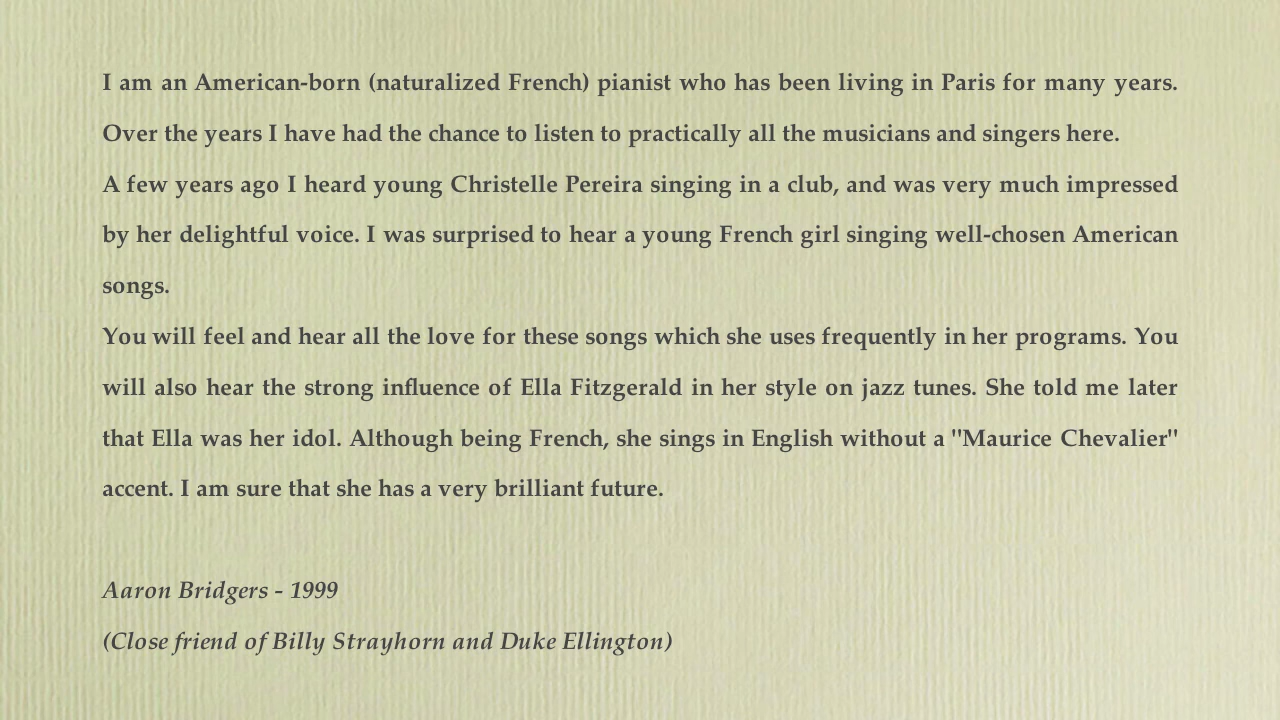 I am an American-born (naturalized French) pianist who has been living in Paris for many years.
Over the years I have had the chance to listen to practically all the musicians and singers here.
A few years ago I heard young Christelle Pereira singing in a club, and was very much impressed
by her delightful voice. I was surprised to hear a young French girl singing well-chosen American
songs.
You will feel and hear all the love for these songs which she uses frequently in her programs. You
will also hear the strong influence of Ella Fitzgerald in her style on jazz tunes. She told me later
that Ella was her idol. Although being French, she sings in English without a "Maurice Chevalier"
accent. I am sure that she has a very brilliant future.
Aaron Bridgers - 1999
(Close friend of Billy Strayhorn and Duke Ellington)